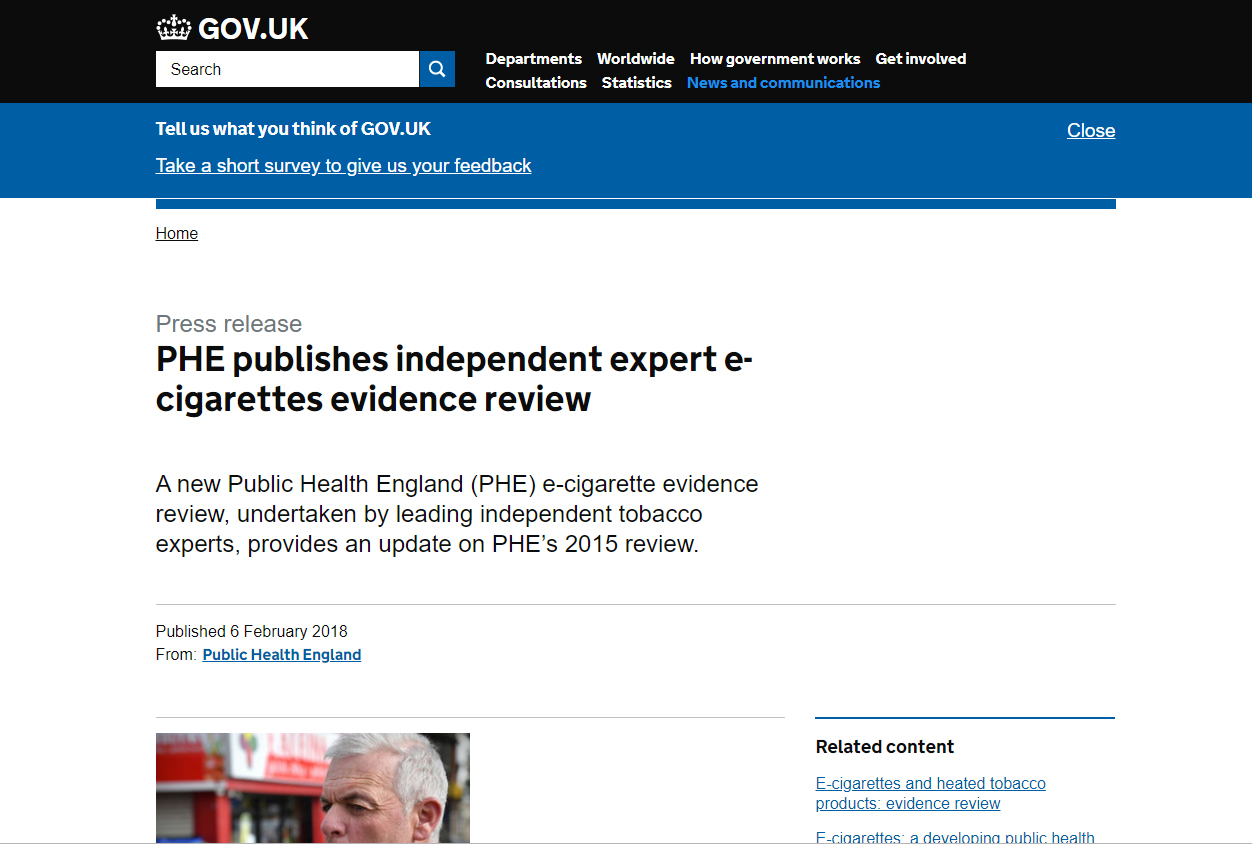 GOV.UK
Search
Departments Worldwide How government works Get involved
Consultations Statistics News and communications
Tell us what you think of GOV.UK
Close
Take a short survey to give us your feedback
Home
Press release
PHE publishes independent expert e-
cigarettes evidence review
A new Public Health England (PHE) e-cigarette evidence
review, undertaken by leading independent tobacco
experts, provides an update on PHE’s 2015 review.
Published 6 February 2018
From: Public Health England
Related content
E-cigarettes and heated tobacco
products: evidence review
E-cigarettes: a developing public health